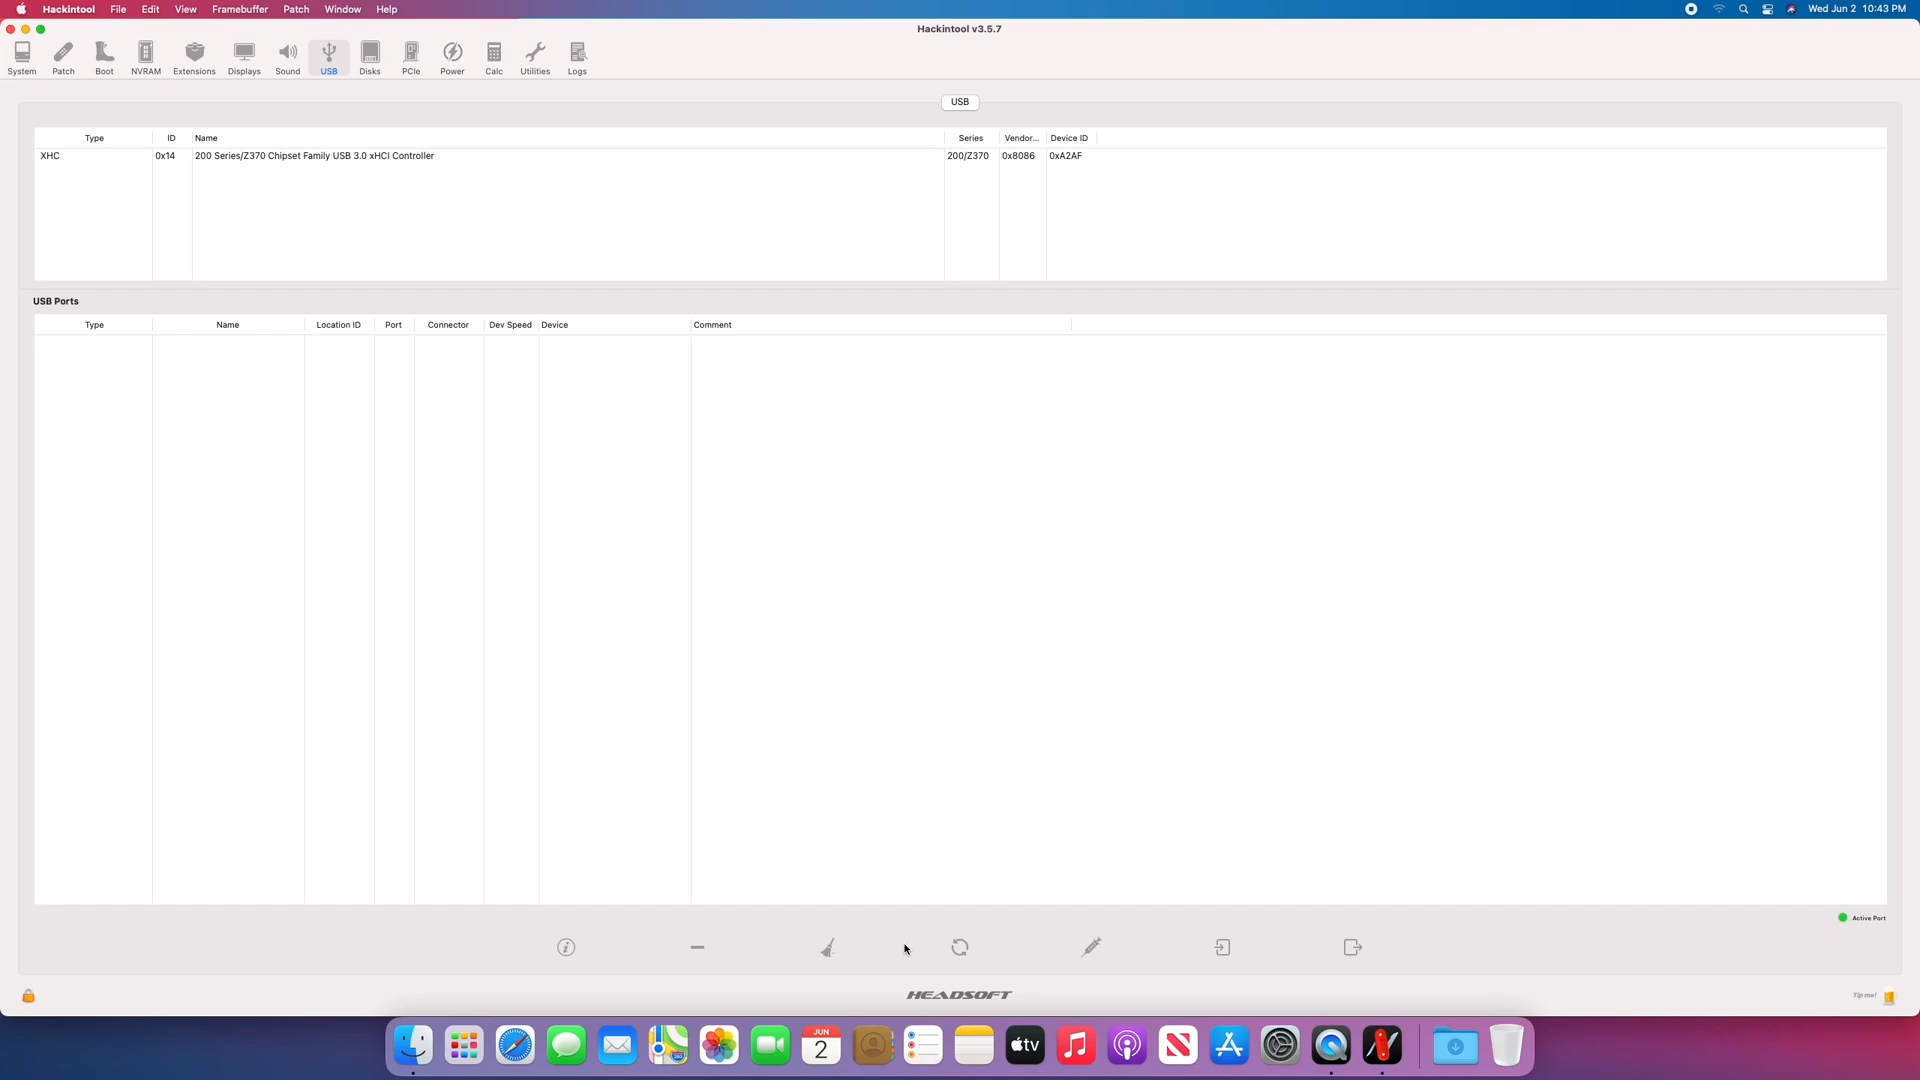 Hackintool File Edit View Framebuffer Patch Window Help Wed Jun 2 10:43 PM
Hackintool v3.5.7
System Patch Boot NVRAM Extensions Displays Sound USB Disks PCIe Power Calc Utilities Logs
USB
Type ID Name Series Vendor... Device ID
XHC 0x14 200 Series/Z370 Chipset Family USB 3.0 xHCI Controller 200/Z370 0x8086 0xA2AF
USB Ports
Type Name Location ID Port Connector Dev Speed Device Comment
Active Port
HEADSOFT
Tip me!
JUN
2
tv